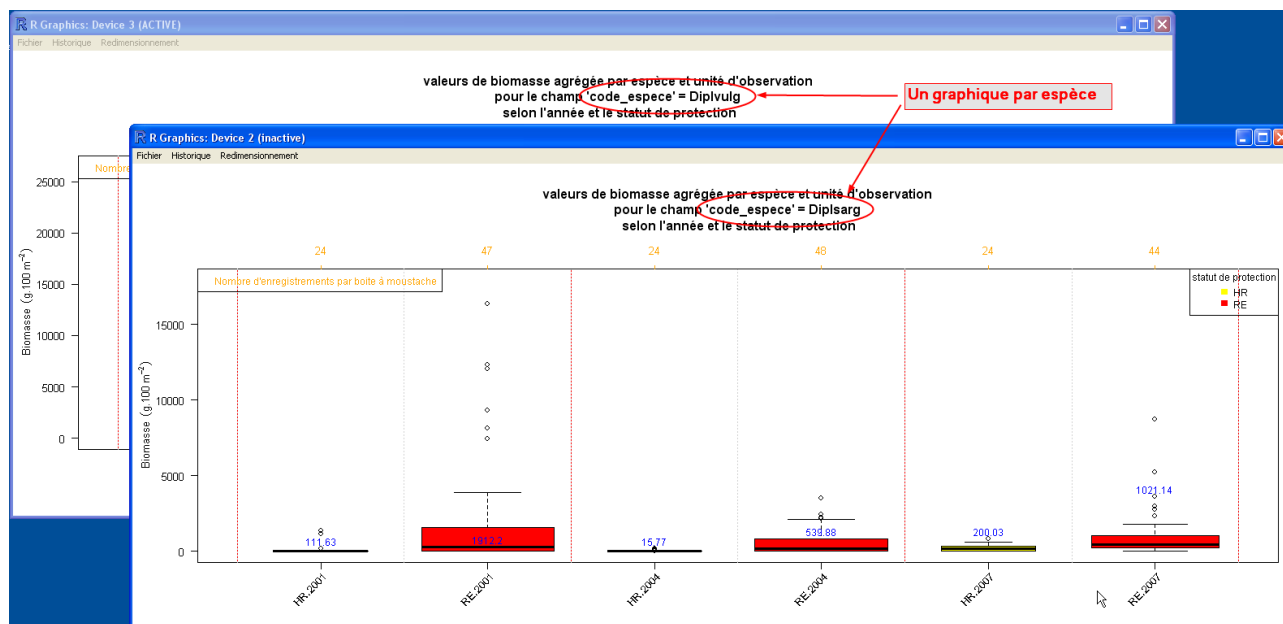 R Graphics: Device 3 (ACTIVE)
Fichier Historique Redimensionnement
valeurs de biomasse agrégée par espèce et unité d'observation
pour le champ 'code_espece' = Diplvulg
selon l'année et le statut de protection
Un graphique par espèce
Nombre
25000
20000
15000
10000
5000
0
Biomasse (g.100 m⁻²)
R Graphics: Device 2 (inactive)
Fichier Historique Redimensionnement
valeurs de biomasse agrégée par espèce et unité d'observation
pour le champ 'code_espece' = Diplsarg
selon l'année et le statut de protection
24 47 24 48 24 44
Nombre d'enregistrements par boite à moustache
statut de protection
HR
RE
15000
10000
5000
0
Biomasse (g.100 m⁻²)
111.63 1912.2 15.77 539.88 200.03 1021.14
HR.2001 RE.2001 HR.2004 RE.2004 HR.2007 RE.2007